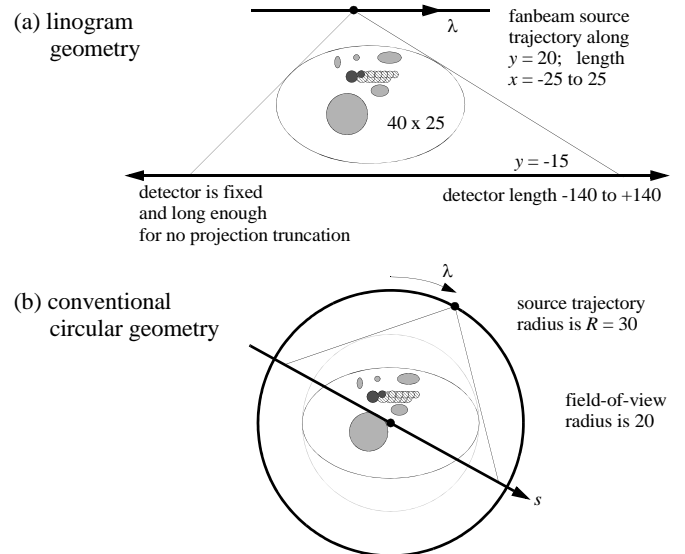 (a) linogram
geometry
λ
fanbeam source
trajectory along
y = 20; length
x = -25 to 25
40 x 25
y = -15
detector is fixed
and long enough
for no projection truncation
detector length -140 to +140
(b) conventional
circular geometry
λ
source trajectory
radius is R = 30
field-of-view
radius is 20
s